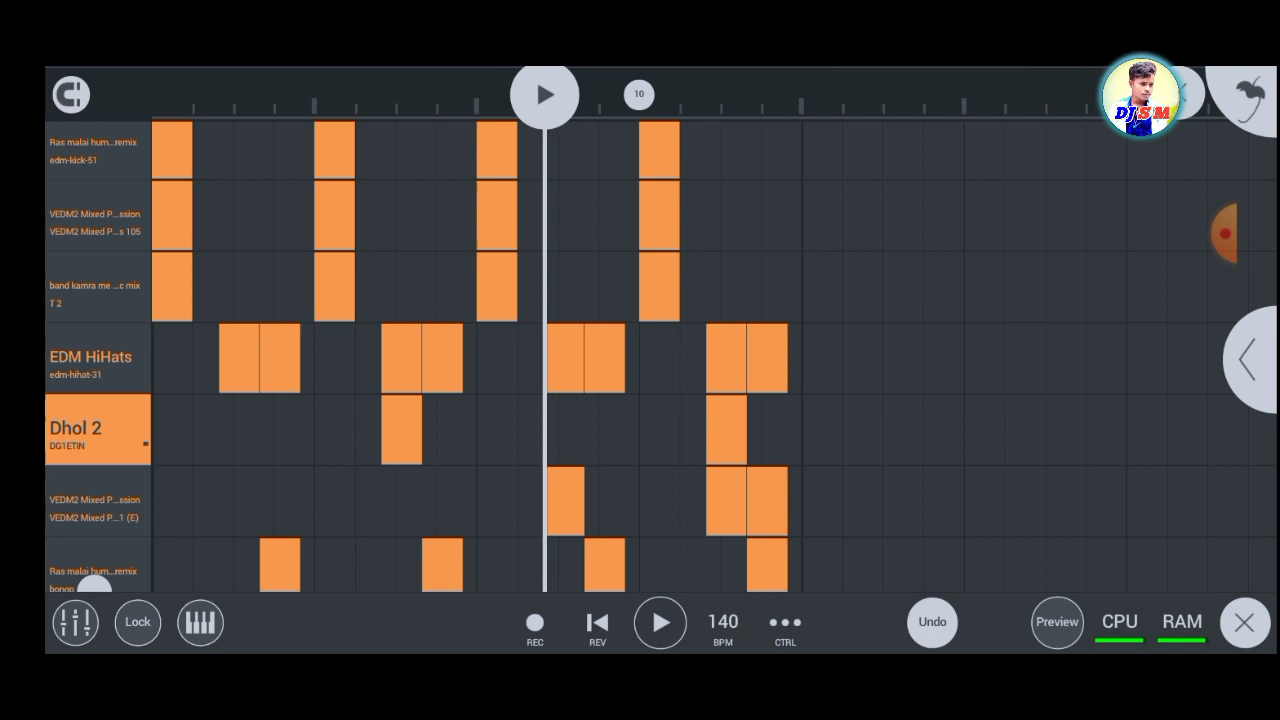 10
DJ S M
Ras malai hum...remix
edm-kick-51
VEDM2 Mixed P...ssion
VEDM2 Mixed P...s 105
band kamra me ...c mix
T 2
EDM HiHats
edm-hihat-31
Dhol 2
DG1ETIN
VEDM2 Mixed P...ssion
VEDM2 Mixed P...1 (E)
Ras malai hum...remix
bongo
Lock
REC
REV
140
BPM
CTRL
Undo
Preview
CPU
RAM